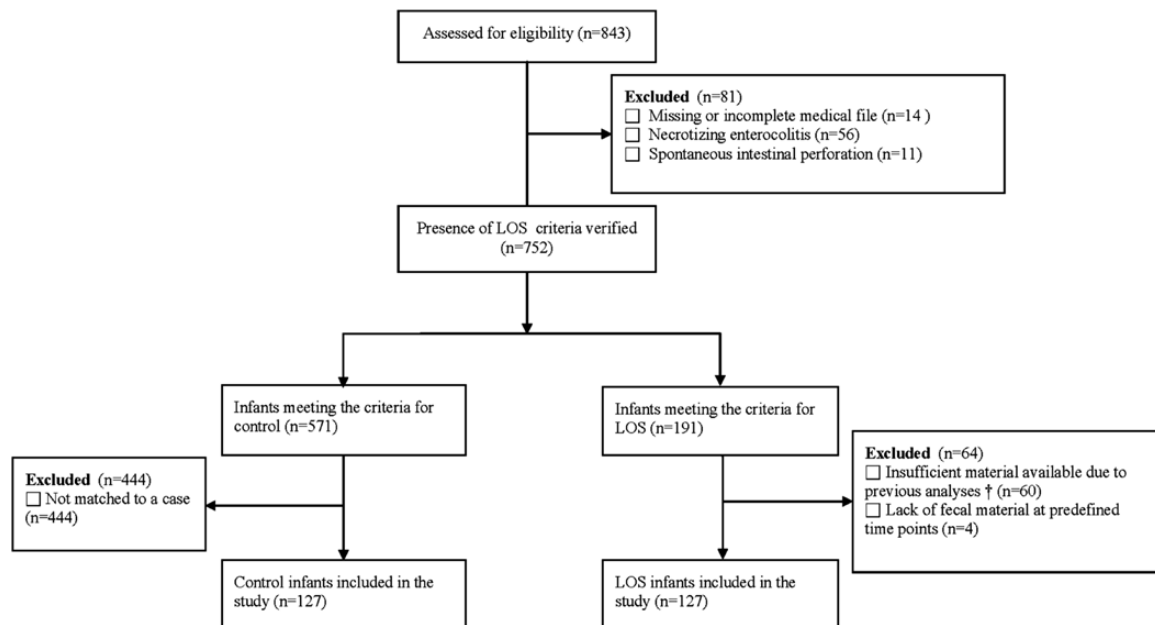 Assessed for eligibility (n=843)
Excluded (n=81)
☐ Missing or incomplete medical file (n=14 )
☐ Necrotizing enterocolitis (n=56)
☐ Spontaneous intestinal perforation (n=11)
Presence of LOS criteria verified
(n=752)
Infants meeting the criteria for
control (n=571)
Infants meeting the criteria for
LOS (n=191)
Excluded (n=444)
☐ Not matched to a case
(n=444)
Excluded (n=64)
☐ Insufficient material available due to
previous analyses † (n=60)
☐ Lack of fecal material at predefined
time points (n=4)
Control infants included in the
study (n=127)
LOS infants included in the
study (n=127)